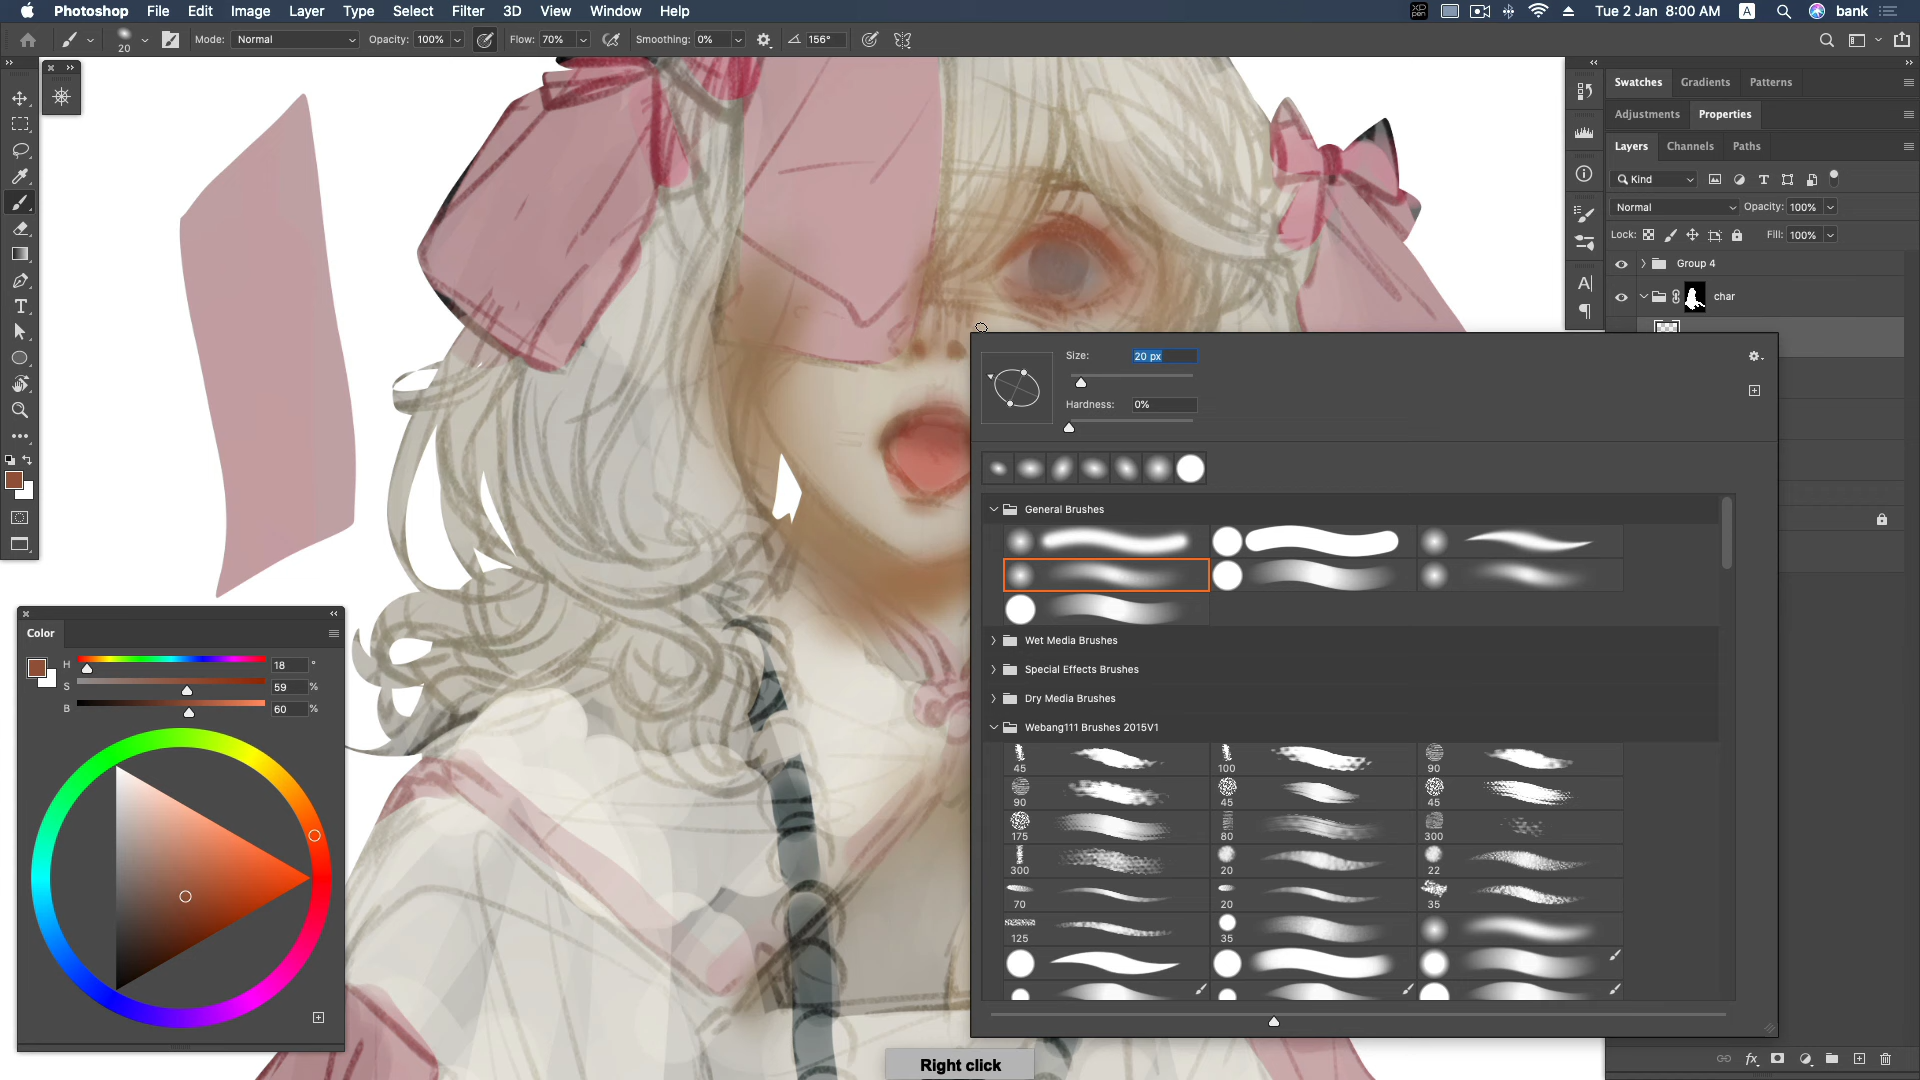 Photoshop File Edit Image Layer Type Select Filter 3D View Window Help
XP PEN Tue 2 Jan 8:00 AM A bank
20 Mode: Normal Opacity: 100% Flow: 70% Smoothing: 0% 156°
Swatches Gradients Patterns
Adjustments Properties
Layers Channels Paths
Kind
Normal Opacity: 100%
Lock: Fill: 100%
Group 4
char
Size: 20 px
Hardness: 0%
General Brushes
Wet Media Brushes
Special Effects Brushes
Dry Media Brushes
Webang111 Brushes 2015V1
45 100 90
90 45 45
175 80 300
300 20 22
70 20 35
125 35
Color
H 18 °
S 59 %
B 60 %
Right click